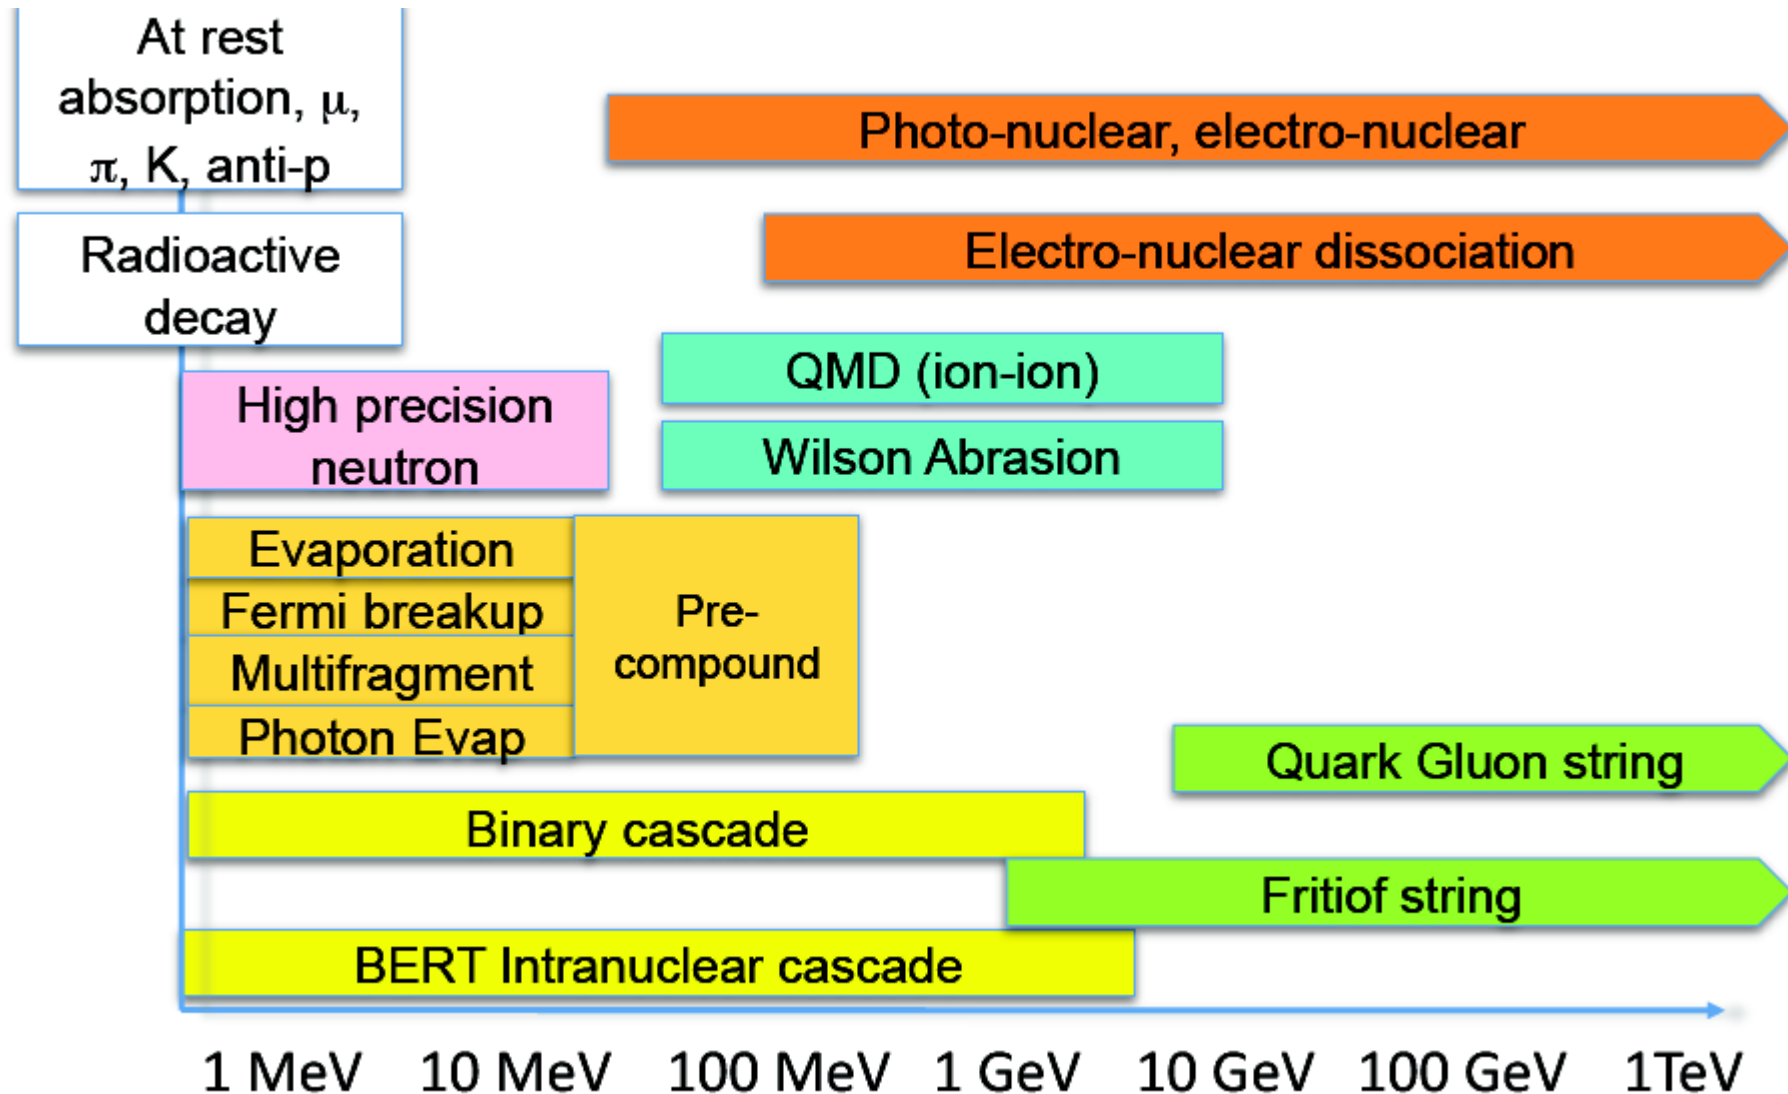 At rest
absorption, μ,
π, K, anti-p
Photo-nuclear, electro-nuclear
Radioactive
decay
Electro-nuclear dissociation
QMD (ion-ion)
High precision
neutron
Wilson Abrasion
Evaporation
Fermi breakup
Multifragment
Photon Evap
Pre-
compound
Quark Gluon string
Binary cascade
Fritiof string
BERT Intranuclear cascade
1 MeV 10 MeV 100 MeV 1 GeV 10 GeV 100 GeV 1TeV